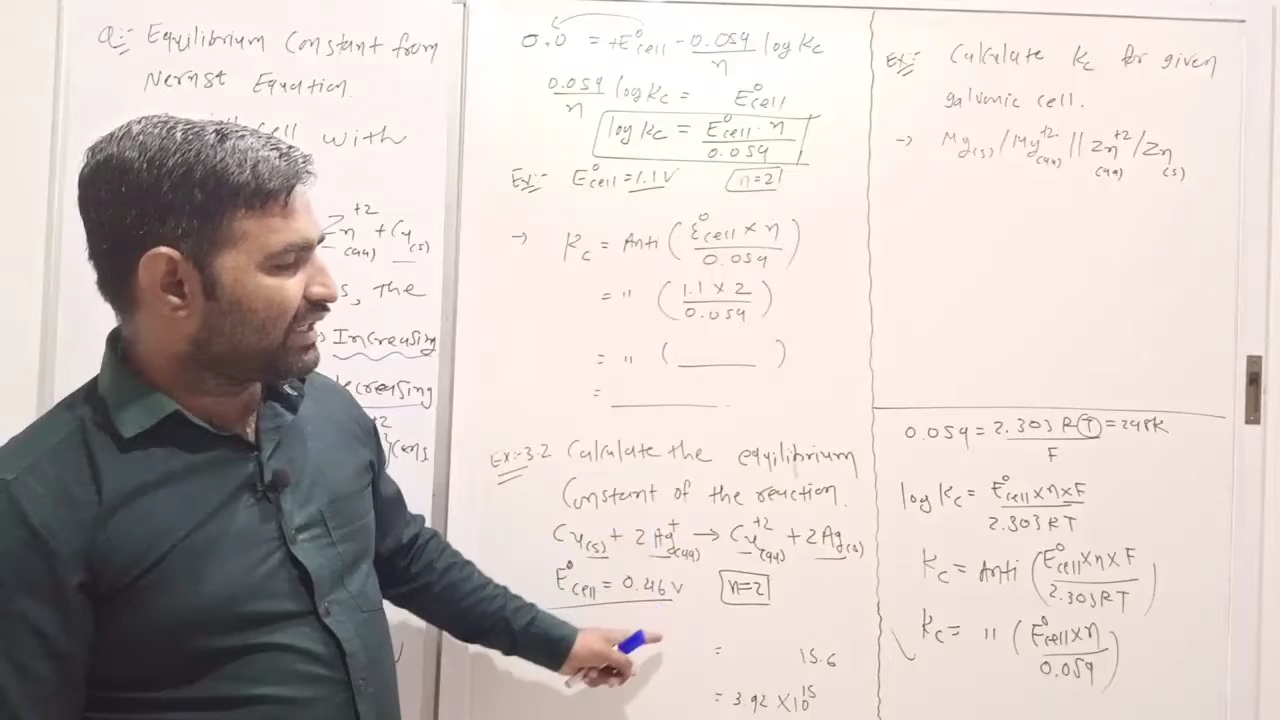 Q:- Equilibrium Constant from
Nernst Equation.
cell with
Zn+2(aq) + Cu(s)
s, the
Increasing
decreasing
0.0 = +E°cell - 0.059/n log Kc
0.059/n log Kc = E°cell
log Kc = E°cell . n / 0.059
Ex:- E°cell = 1.1V n=2
→ Kc = Anti (E°cell × n / 0.059)
= " (1.1 × 2 / 0.059)
= " (______)
= ______.
Ex:-3.2 Calculate the equilibrium
Constant of the reaction.
Cu(s) + 2Ag+(aq) → Cu+2(aq) + 2Ag(s)
E°cell = 0.46 V n=2
= 15.6
= 3.92 × 10^15
Ex:- Calculate Kc for given
galvanic cell.
→ Mg(s) / Mg+2(aq) || Zn+2(aq) / Zn(s)
0.059 = 2.303 R T / F = 298K
log Kc = E°cell × n × F / 2.303 RT
Kc = Anti (E°cell × n × F / 2.303 RT)
Kc = " (E°cell × n / 0.059)